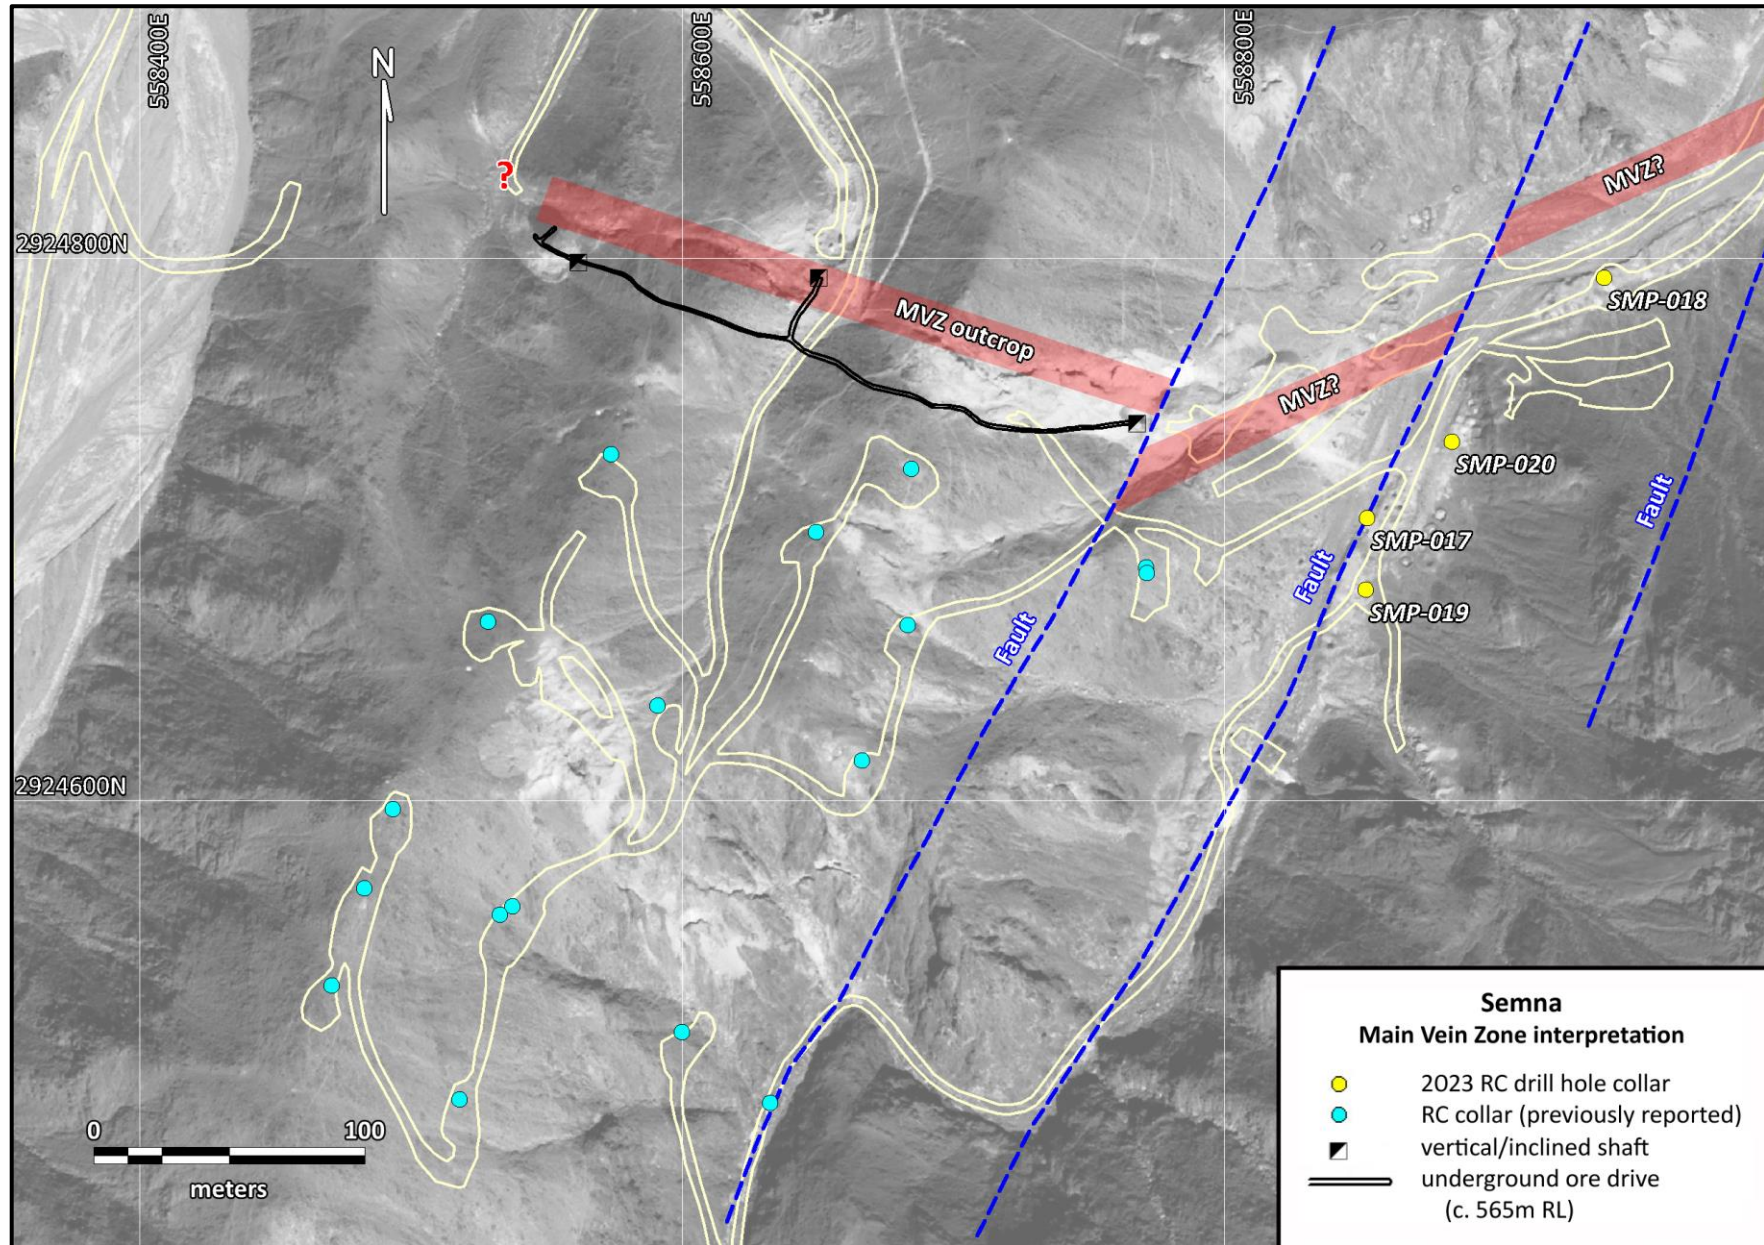 558400E
558600E
558800E
N
?
MVZ?
2924800N
SMP-018
MVZ outcrop
MVZ?
SMP-020
Fault
SMP-017
Fault
SMP-019
Fault
2924600N
0 100
meters
Semna
Main Vein Zone interpretation
2023 RC drill hole collar
RC collar (previously reported)
vertical/inclined shaft
underground ore drive
(c. 565m RL)